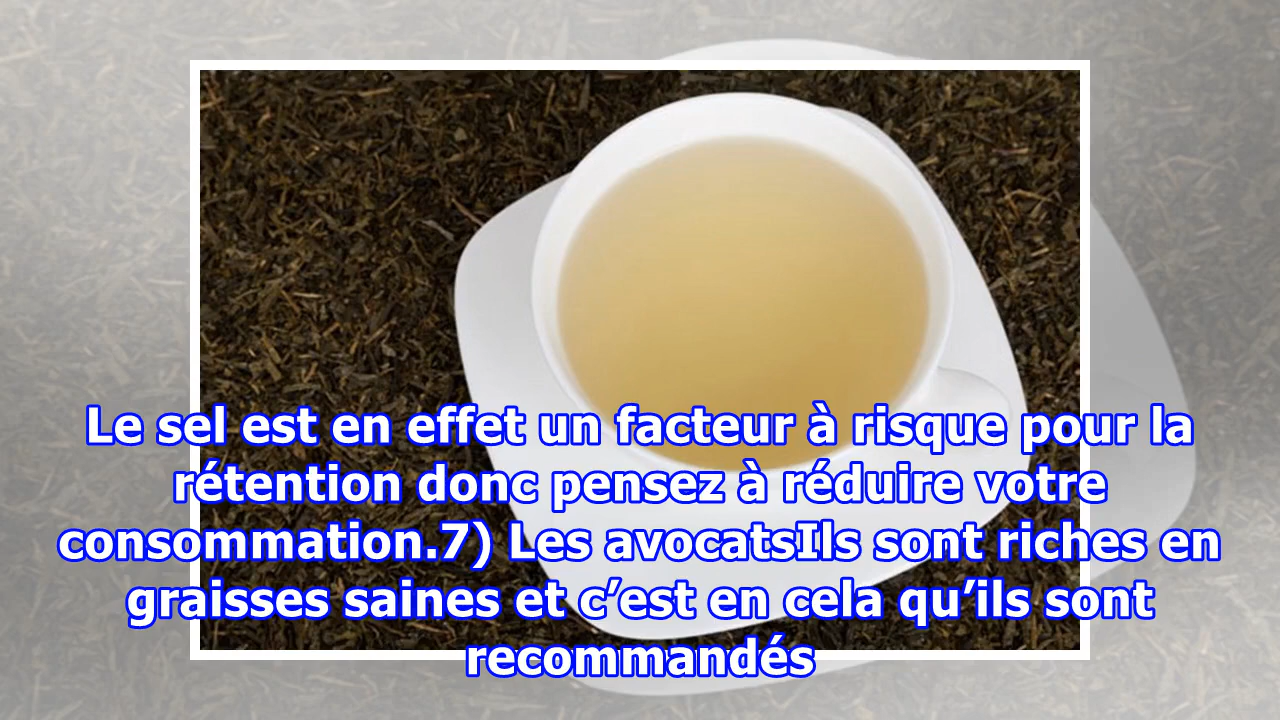 Le sel est en effet un facteur à risque pour la
rétention donc pensez à réduire votre
consommation.7) Les avocatsIls sont riches en
graisses saines et c’est en cela qu’ils sont
recommandés